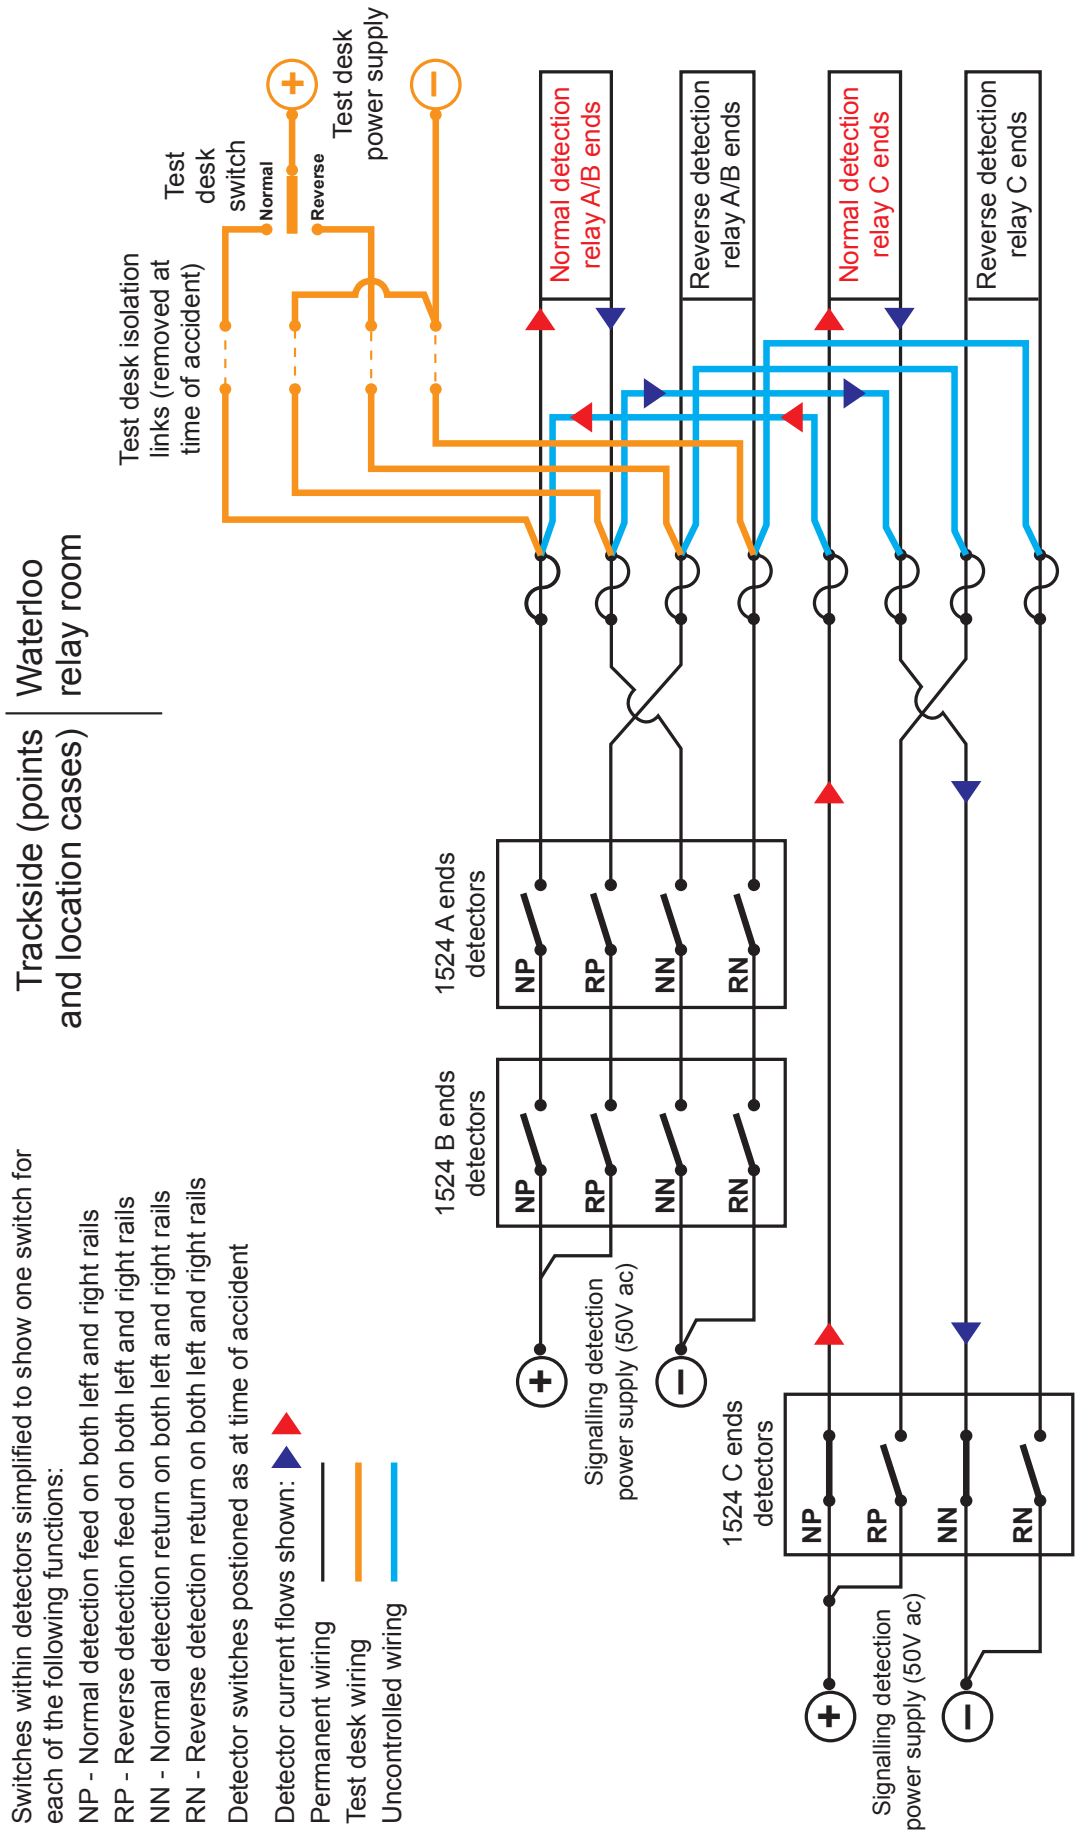 Switches within detectors simplified to show one switch for
each of the following functions:
NP - Normal detection feed on both left and right rails
RP - Reverse detection feed on both left and right rails
NN - Normal detection return on both left and right rails
RN - Reverse detection return on both left and right rails
Detector switches postioned as at time of accident
Detector current flows shown:
Permanent wiring
Test desk wiring
Uncontrolled wiring
Trackside (points
and location cases)
Waterloo
relay room
Test desk isolation
links (removed at
time of accident)
Test
desk
switch
Normal
Reverse
+
−
Test desk
power supply
1524 B ends
detectors
NP
RP
NN
RN
1524 A ends
detectors
NP
RP
NN
RN
+
−
Signalling detection
power supply (50V ac)
Normal detection
relay A/B ends
Reverse detection
relay A/B ends
Normal detection
relay C ends
Reverse detection
relay C ends
1524 C ends
detectors
NP
RP
NN
RN
+
−
Signalling detection
power supply (50V ac)